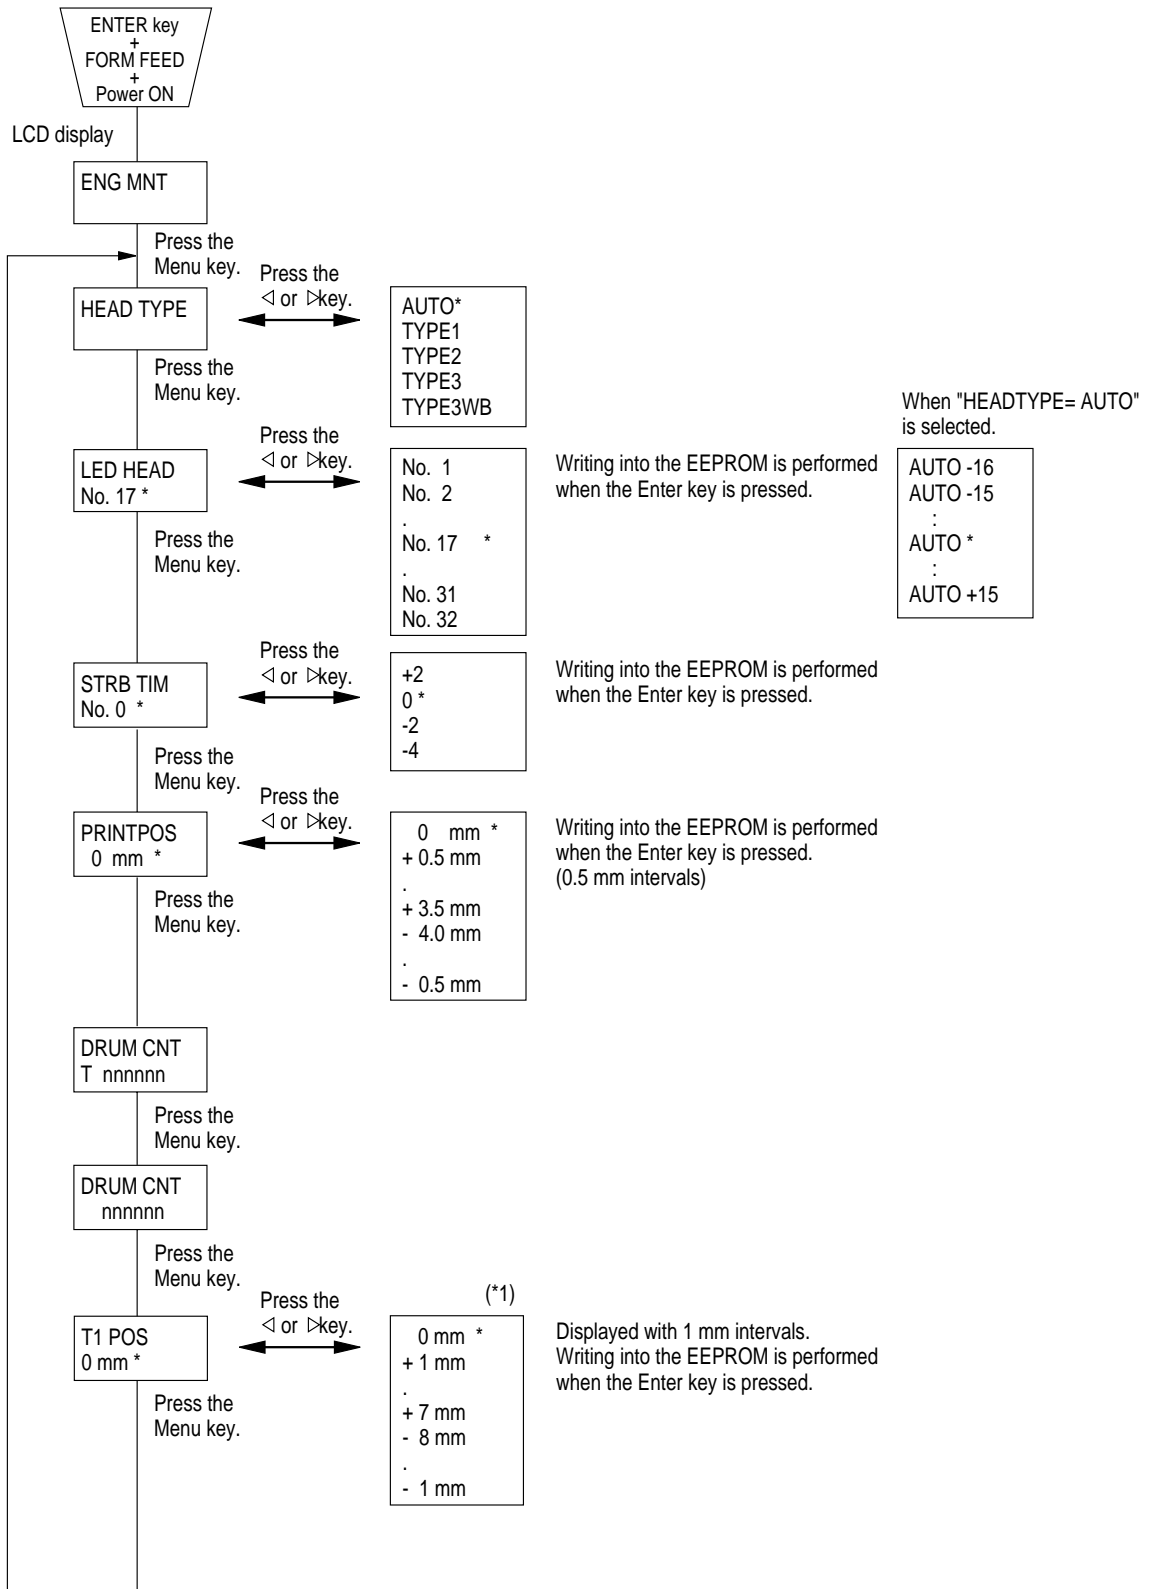 ENTER key
+
FORM FEED
+
Power ON
LCD display
ENG MNT
Press the
Menu key.
HEAD TYPE
Press the
◁ or ▷key.
AUTO*
TYPE1
TYPE2
TYPE3
TYPE3WB
Press the
Menu key.
LED HEAD
No. 17 *
Press the
◁ or ▷key.
No. 1
No. 2
.
No. 17 *
.
No. 31
No. 32
Writing into the EEPROM is performed
when the Enter key is pressed.
When "HEADTYPE= AUTO"
is selected.
AUTO -16
AUTO -15
:
AUTO *
:
AUTO +15
Press the
Menu key.
STRB TIM
No. 0 *
Press the
◁ or ▷key.
+2
0 *
-2
-4
Writing into the EEPROM is performed
when the Enter key is pressed.
Press the
Menu key.
PRINTPOS
0 mm *
Press the
◁ or ▷key.
0 mm *
+ 0.5 mm
.
+ 3.5 mm
- 4.0 mm
.
- 0.5 mm
Writing into the EEPROM is performed
when the Enter key is pressed.
(0.5 mm intervals)
Press the
Menu key.
DRUM CNT
T nnnnnn
Press the
Menu key.
DRUM CNT
nnnnnn
Press the
Menu key.
T1 POS
0 mm *
Press the
◁ or ▷key.
(*1)
0 mm *
+ 1 mm
.
+ 7 mm
- 8 mm
.
- 1 mm
Displayed with 1 mm intervals.
Writing into the EEPROM is performed
when the Enter key is pressed.
Press the
Menu key.